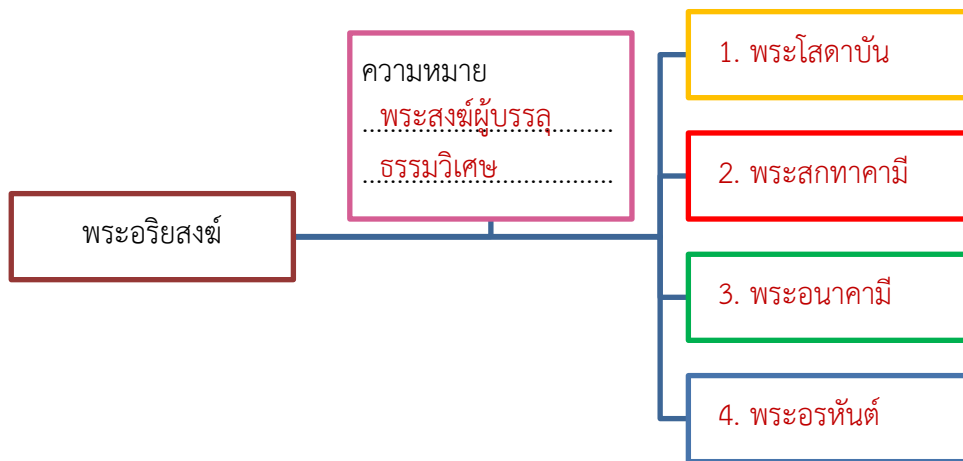 พระอริยสงฆ์
ความหมาย
....พระสงฆ์ผู้บรรลุ............
....ธรรมวิเศษ...................
1. พระโสดาบัน
2. พระสกทาคามี
3. พระอนาคามี
4. พระอรหันต์